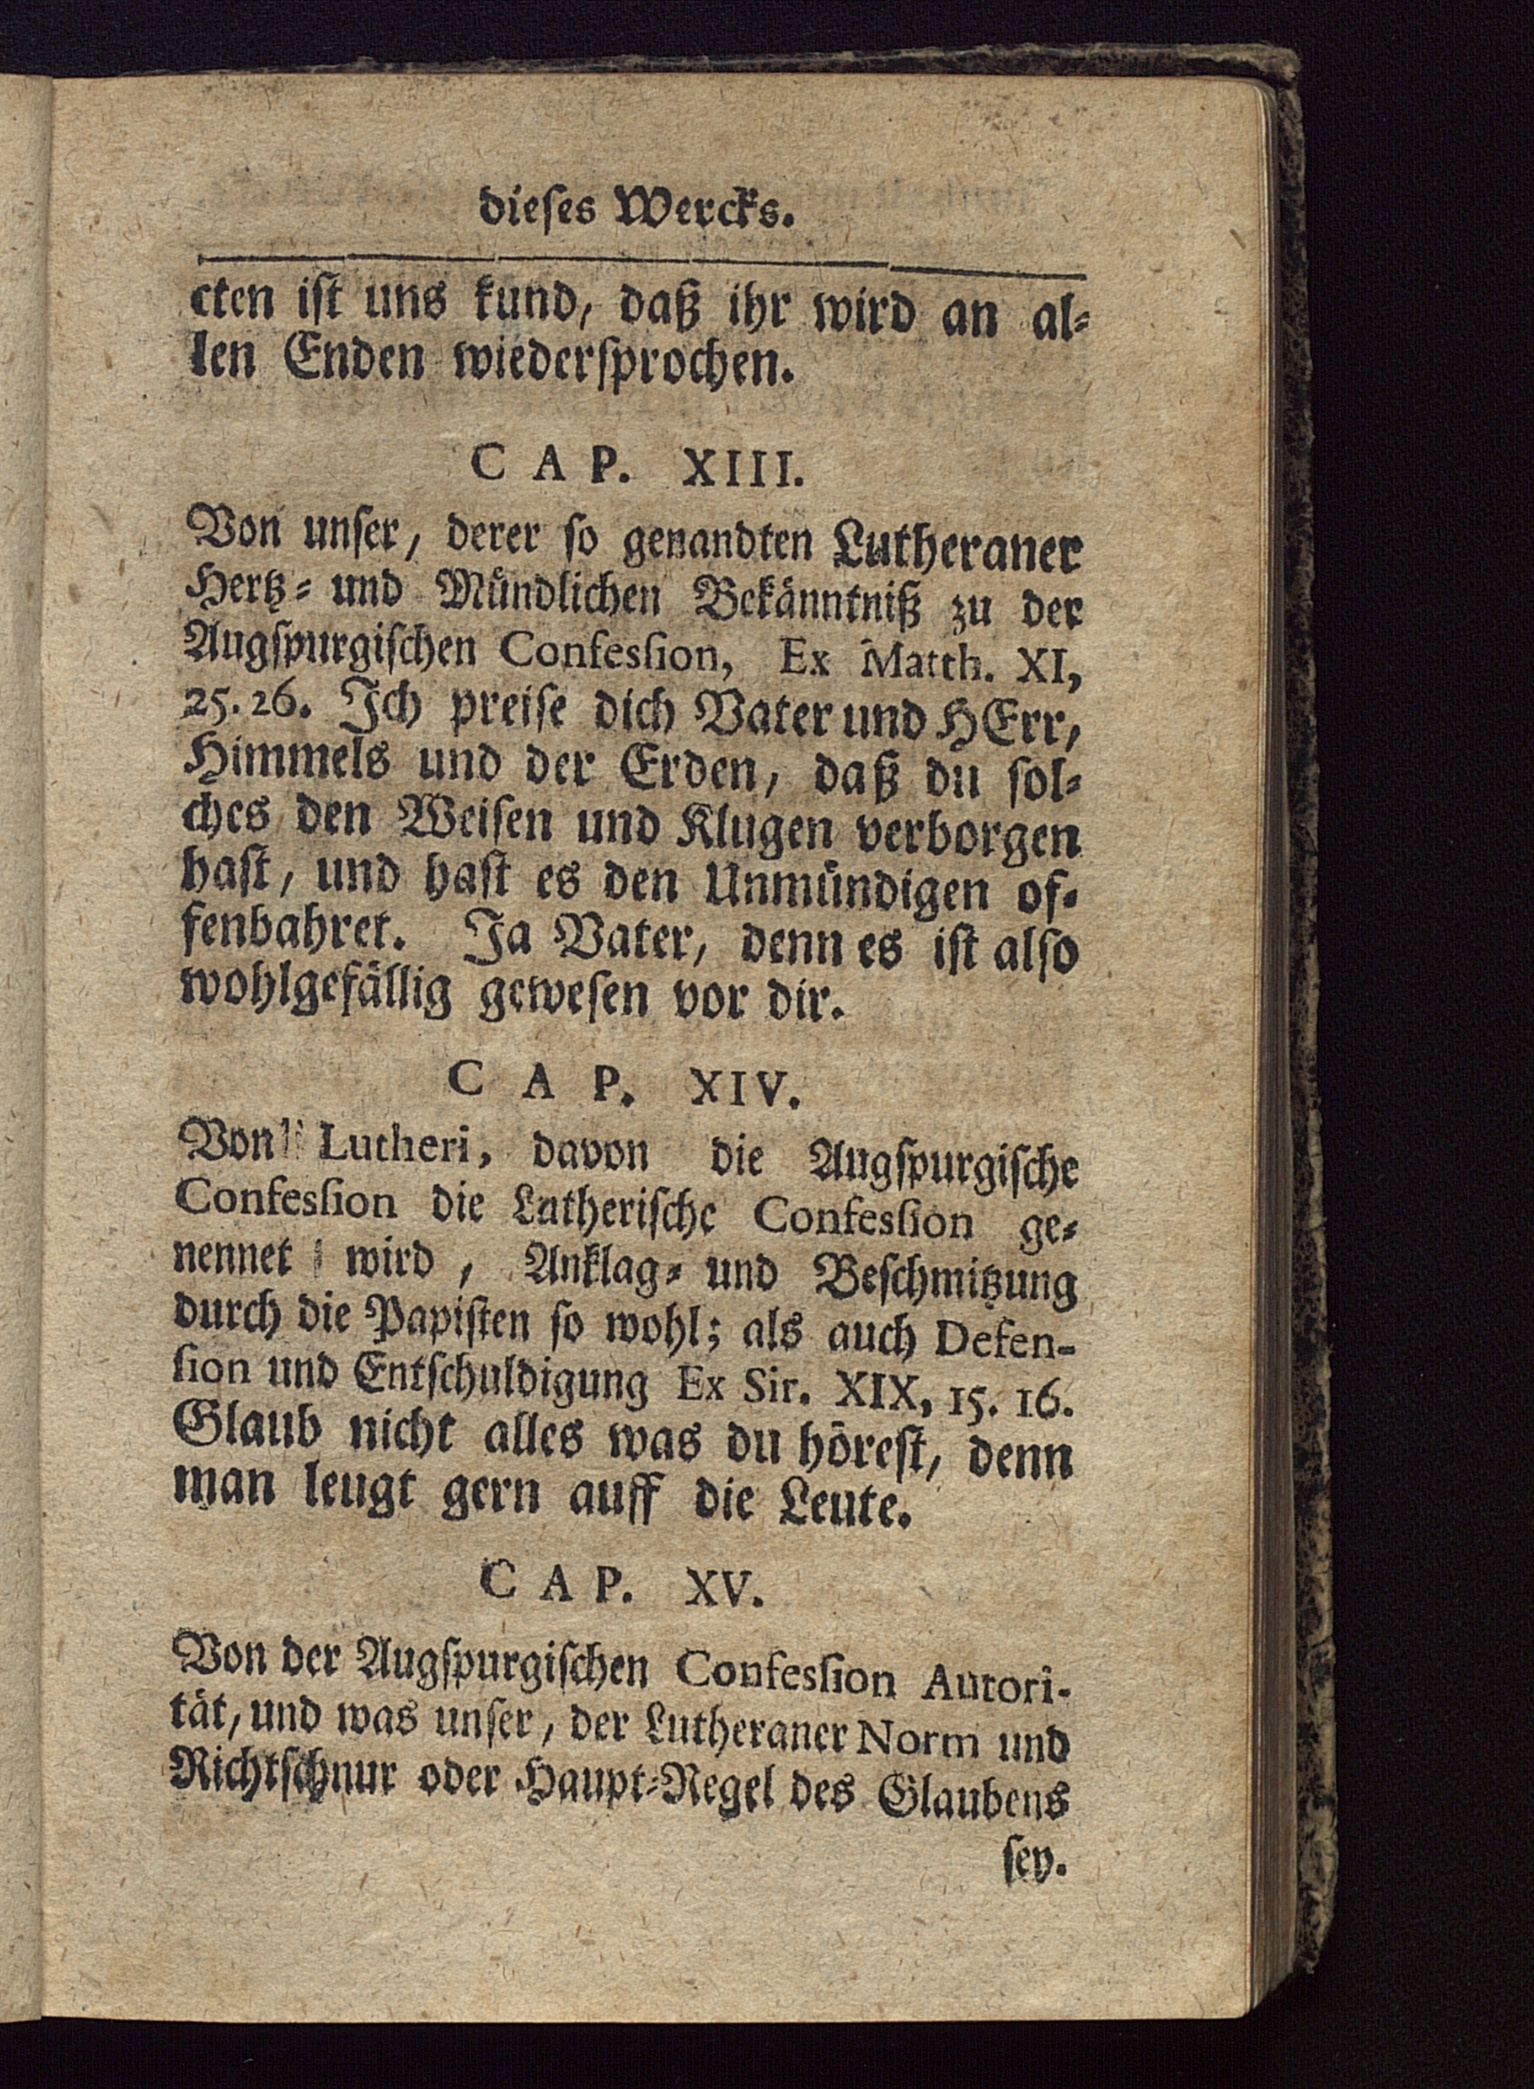 dieſes Wercks.
cten iſt uns kund, daß ihr wird an al⸗
len Enden wiederſprochen.
CAP. XIII.
Von unſer, derer ſo genandten Lutheraner
Hertz⸗ und Mündlichen Bekänntniß zu der
Augſpurgiſchen Confeſſion, Ex Matth. XI,
25. 26. Ich preiſe dich Vater und HErr,
Himmels und der Erden, daß du ſol⸗
ches den Weiſen und Klugen verborgen
haſt, und haſt es den Unmündigen of⸗
fenbahret. Ja Vater, denn es iſt alſo
wohlgefällig geweſen vor dir.
CAP. XIV.
Von Lutheri, davon die Augſpurgiſche
Confeſſion die Lutheriſche Confeſſion ge⸗
nennet wird, Anklag⸗ und Beſchmitzung
durch die Papiſten ſo wohl; als auch Defen-
ſion und Entſchuldigung Ex Sir. XIX, 15. 16.
Glaub nicht alles was du höreſt, denn
man leugt gern auff die Leute.
CAP. XV.
Von der Augſpurgiſchen Confeſſion Autori-
tät, und was unſer, der Lutheraner Norm und
Richtſchnur oder Haupt⸗Regel des Glaubens
ſey.